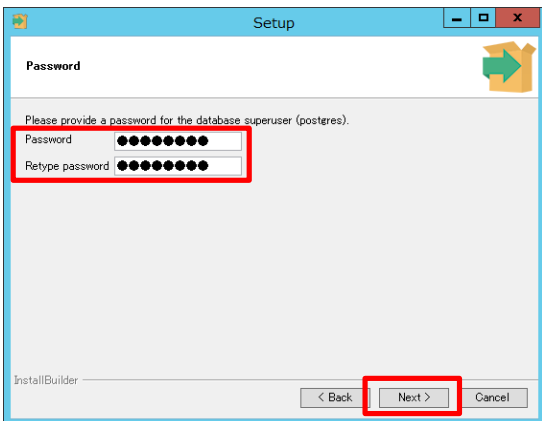 Setup
Password
Please provide a password for the database superuser (postgres).
Password ●●●●●●●●
Retype password ●●●●●●●●
InstallBuilder
< Back Next > Cancel